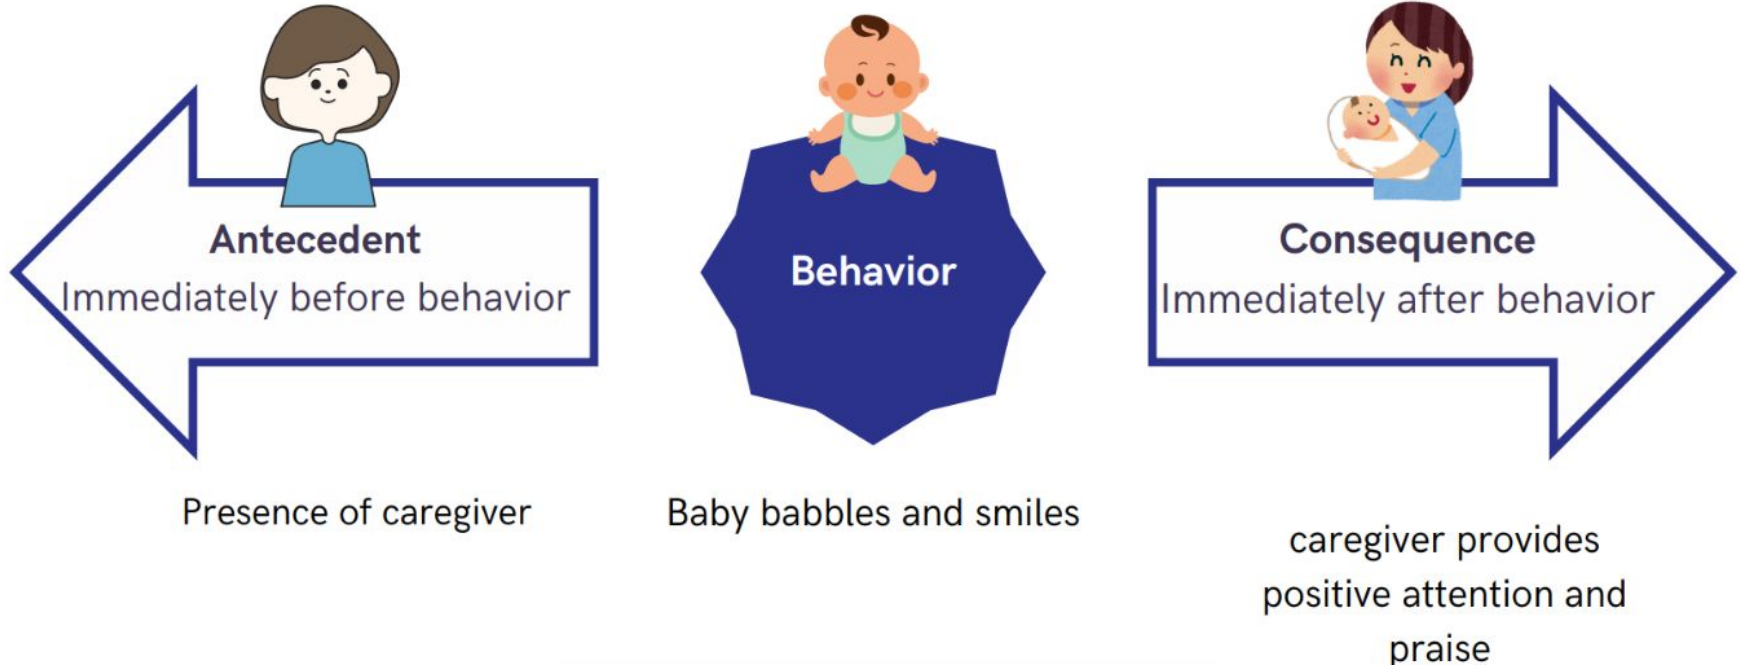 Antecedent
Immediately before behavior
Behavior
Consequence
Immediately after behavior
Presence of caregiver
Baby babbles and smiles
caregiver provides
positive attention and
praise